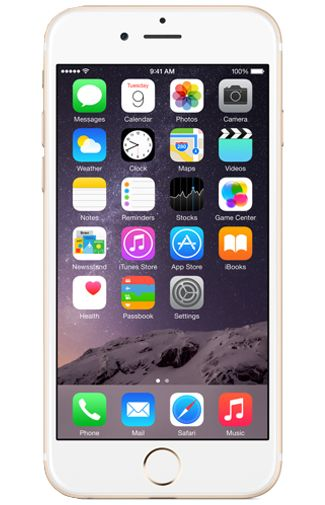 9:41 AM 100%
Tuesday
9
280
Messages Calendar Photos Camera
Weather Clock Maps Videos
Notes Reminders Stocks Game Center
Newsstand iTunes Store App Store iBooks
Health Passbook Settings
Phone Mail Safari Music